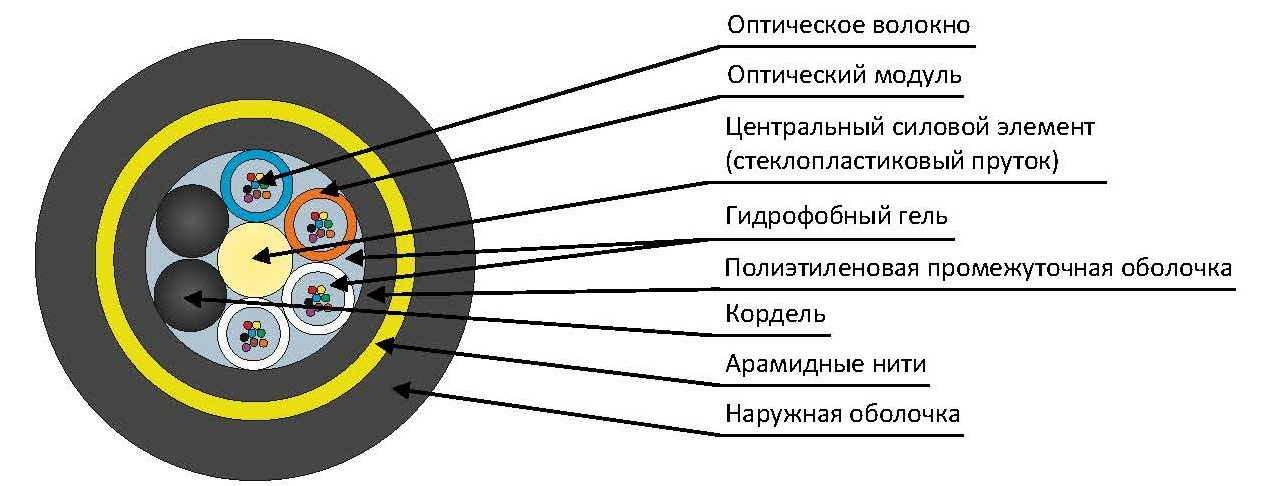 Оптическое волокно
Оптический модуль
Центральный силовой элемент
(стеклопластиковый пруток)
Гидрофобный гель
Полиэтиленовая промежуточная оболочка
Кордель
Арамидные нити
Наружная оболочка